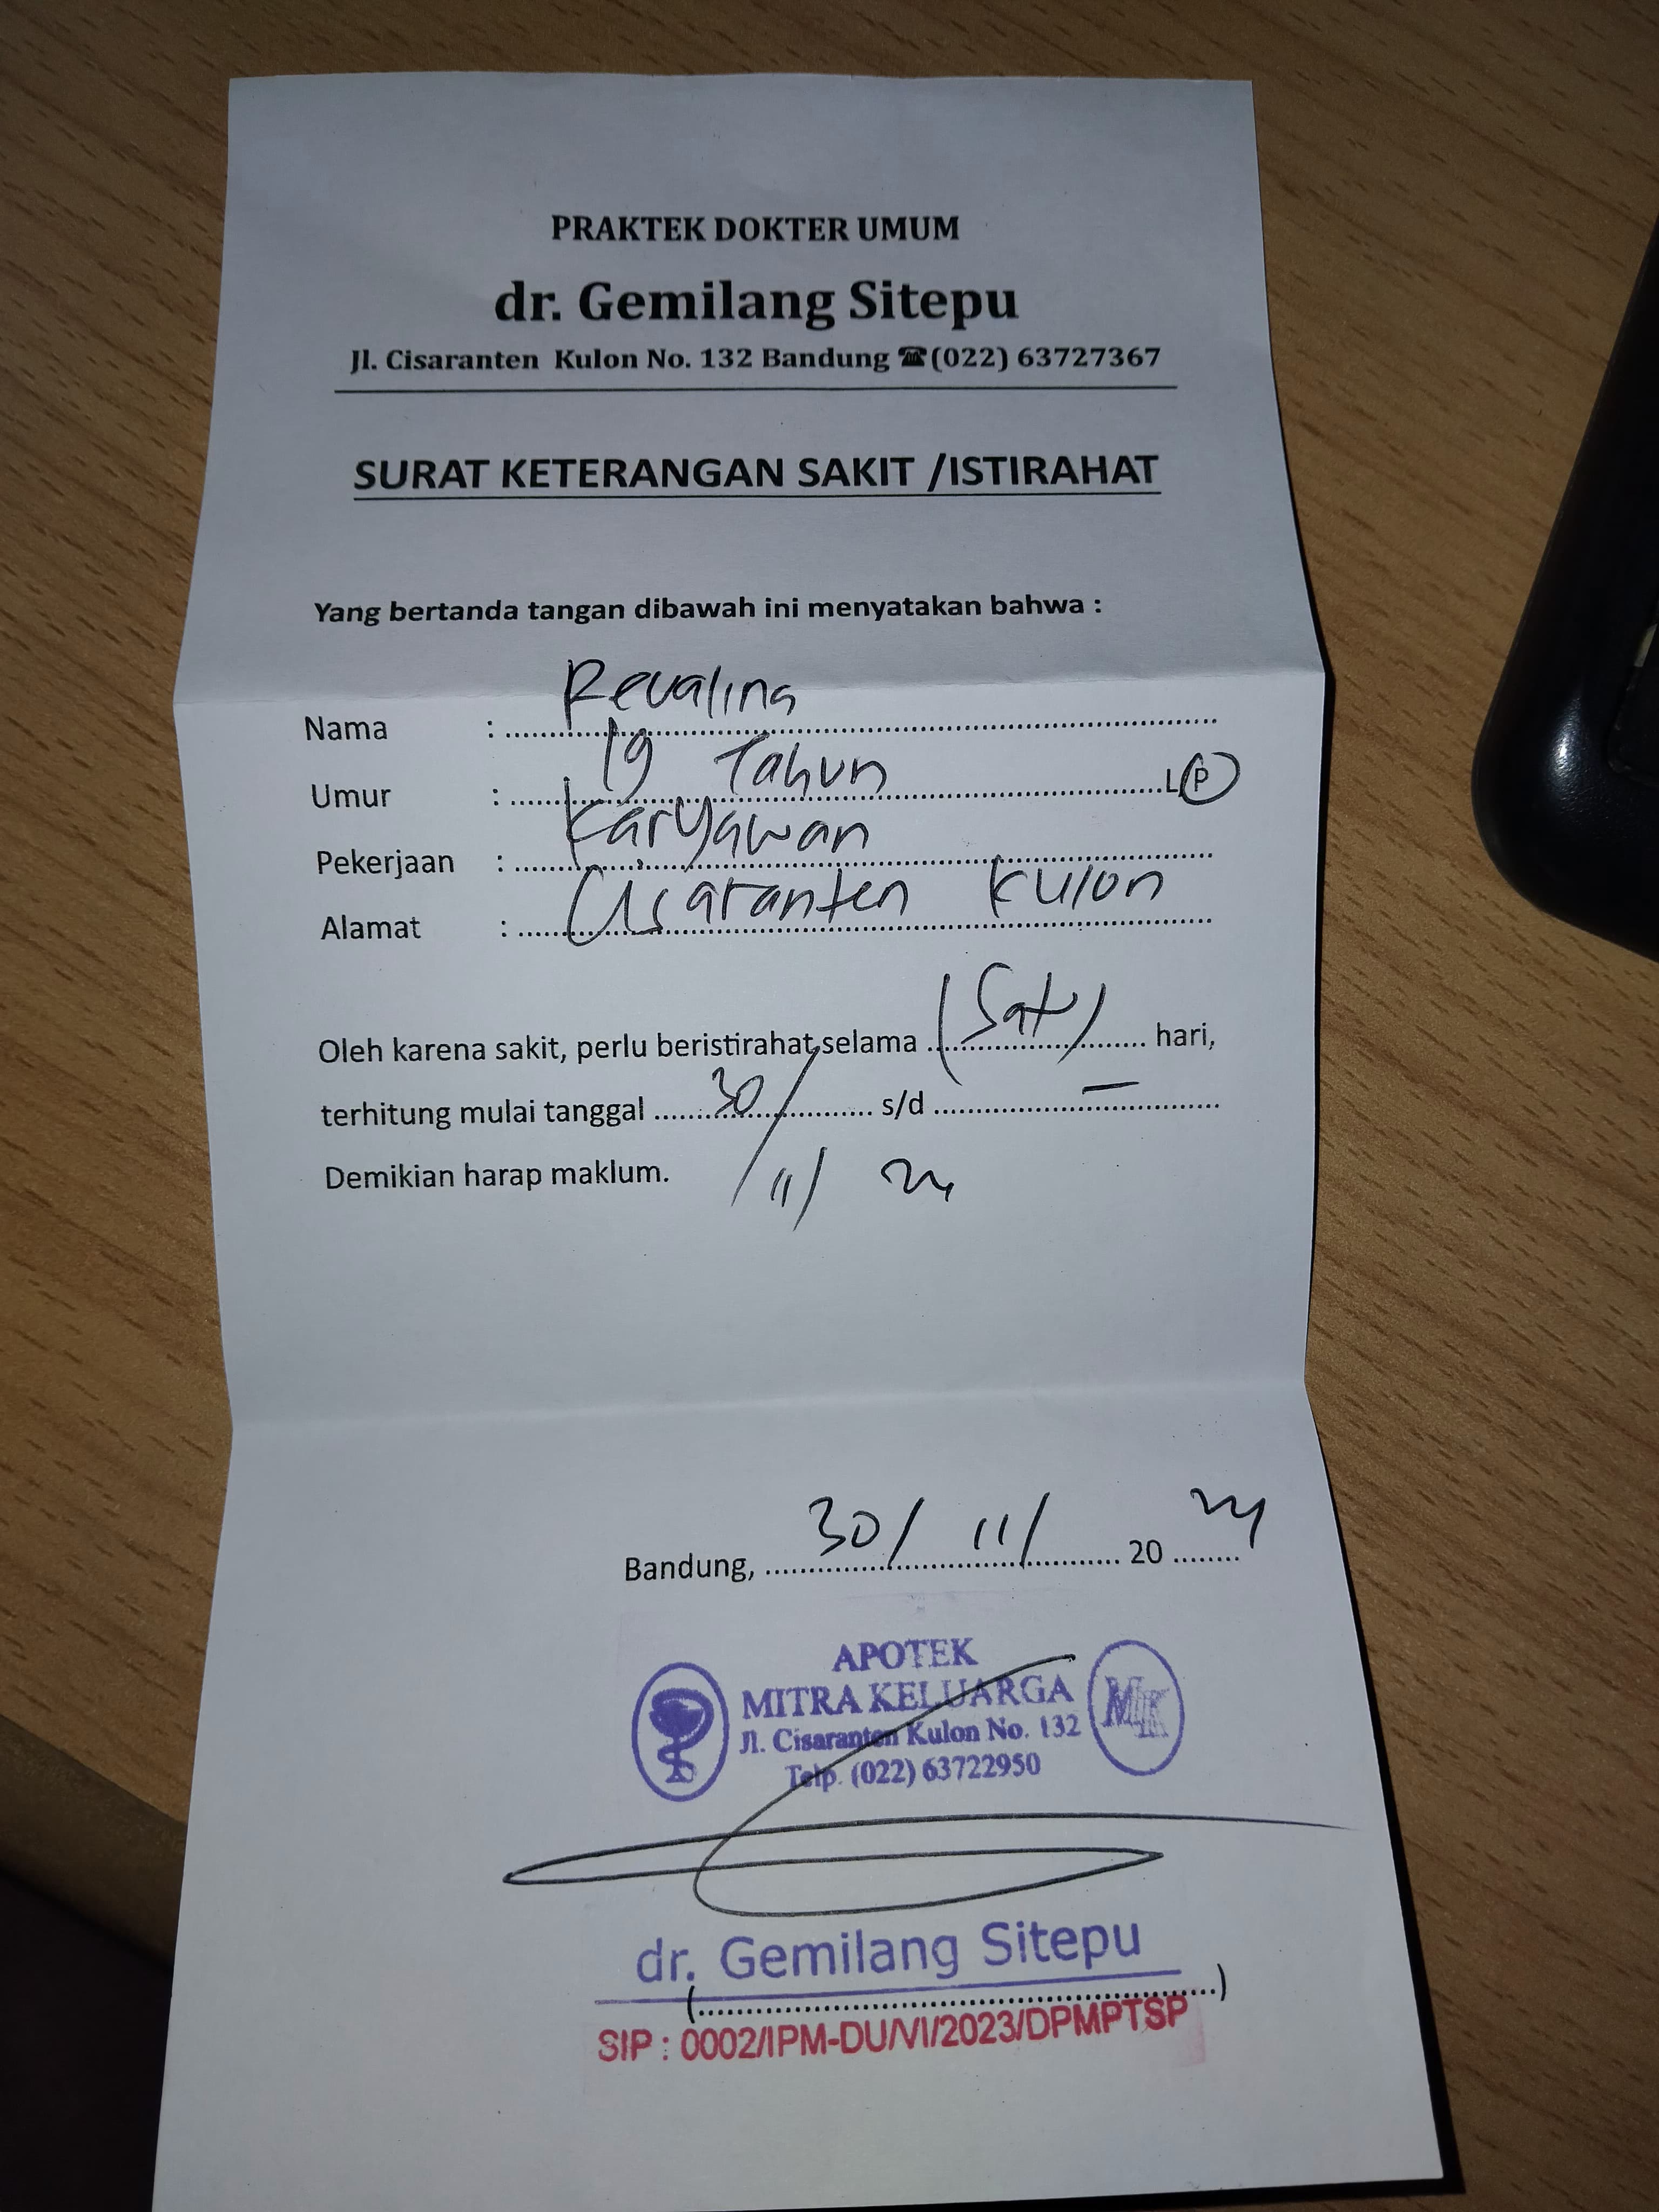 PRAKTEK DOKTER UMUM
dr. Gemilang Sitepu
Jl. Cisaranten Kulon No. 132 Bandung ☎(022) 63727367
SURAT KETERANGAN SAKIT /ISTIRAHAT
Yang bertanda tangan dibawah ini menyatakan bahwa :
Nama : Revalina
Umur : 19 Tahun L/P
Pekerjaan : Karyawan
Alamat : Cisaranten Kulon
Oleh karena sakit, perlu beristirahat selama (Satu) hari,
terhitung mulai tanggal 30/ s/d —
Demikian harap maklum. /11/ 24
Bandung, 30/ 11/ 20 24
APOTEK
MITRA KELUARGA MK
Jl. Cisaranten Kulon No. 132
Telp. (022) 63722950
dr. Gemilang Sitepu
(..............................)
SIP : 0002/IPM-DU/VI/2023/DPMPTSP